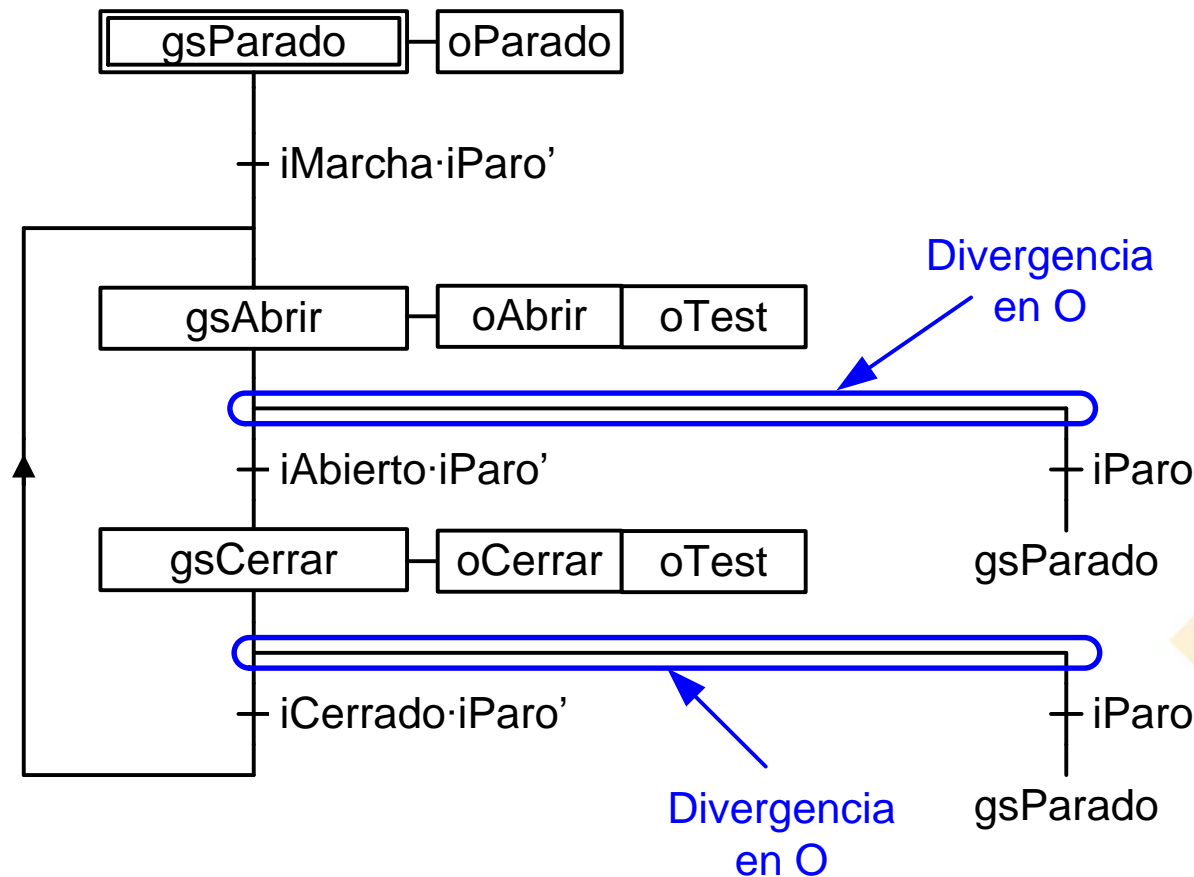 gsParado
oParado
iMarcha·iParo’
Divergencia
en O
gsAbrir
oAbrir
oTest
iAbierto·iParo’
iParo
gsCerrar
oCerrar
oTest
gsParado
iCerrado·iParo’
iParo
Divergencia
en O
gsParado